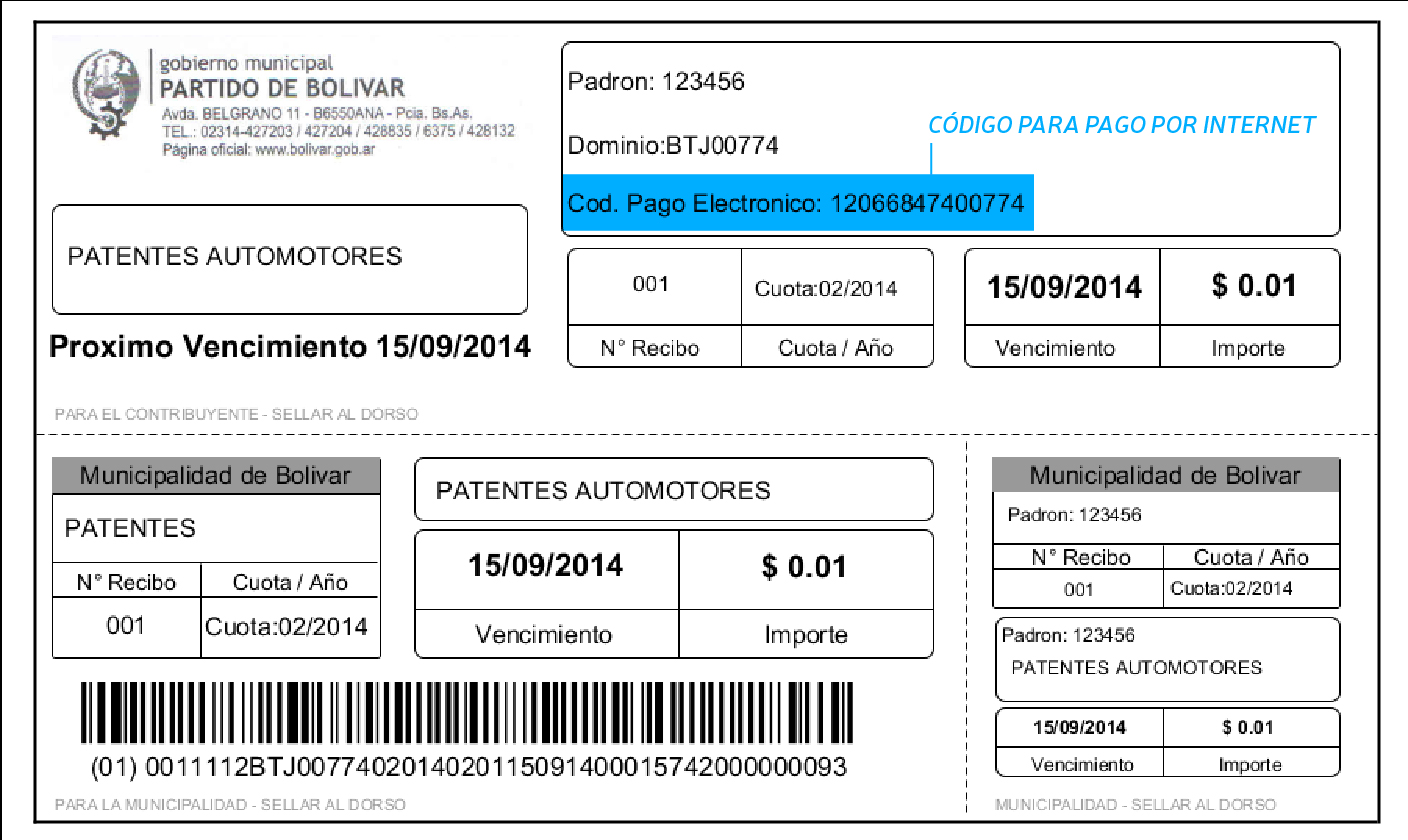 gobierno municipal
PARTIDO DE BOLIVAR
Avda. BELGRANO 11 - B6550ANA - Pcia. Bs.As.
TEL.: 02314-427203 / 427204 / 428835 / 6375 / 428132
Página oficial: www.bolivar.gob.ar
Padron: 123456
Dominio:BTJ00774
CÓDIGO PARA PAGO POR INTERNET
Cod. Pago Electronico: 12066847400774
PATENTES AUTOMOTORES
Proximo Vencimiento 15/09/2014
001 Cuota:02/2014
N° Recibo Cuota / Año
15/09/2014 $ 0.01
Vencimiento Importe
PARA EL CONTRIBUYENTE - SELLAR AL DORSO
Municipalidad de Bolivar
PATENTES
N° Recibo Cuota / Año
001 Cuota:02/2014
PATENTES AUTOMOTORES
15/09/2014 $ 0.01
Vencimiento Importe
(01) 0011112BTJ00774020140201150914000157420000000093
PARA LA MUNICIPALIDAD - SELLAR AL DORSO
Municipalidad de Bolivar
Padron: 123456
N° Recibo Cuota / Año
001 Cuota:02/2014
Padron: 123456
PATENTES AUTOMOTORES
15/09/2014 $ 0.01
Vencimiento Importe
MUNICIPALIDAD - SELLAR AL DORSO